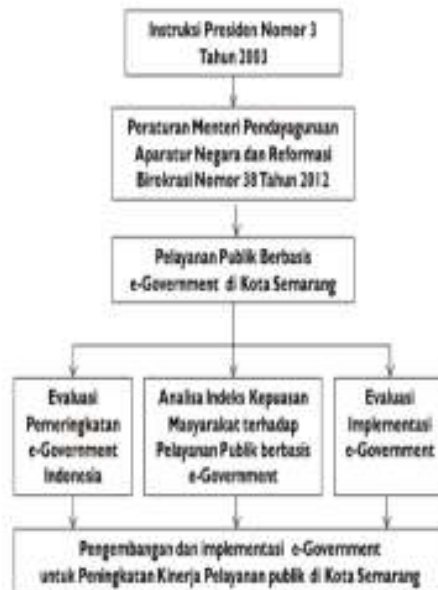 Instruksi Presiden Nomor 3
Tahun 2003
Peraturan Menteri Pendayagunaan
Aparatur Negara dan Reformasi
Birokrasi Nomor 38 Tahun 2012
Pelayanan Publik Berbasis
e-Government di Kota Semarang
Evaluasi
Pemeringkatan
e-Government
Indonesia
Analisa Indeks Kepuasan
Masyarakat terhadap
Pelayanan Publik berbasis
e-Government
Evaluasi
Implementasi
e-Government
Pengembangan dan implementasi e-Government
untuk Peningkatan Kinerja Pelayanan publik di Kota Semarang